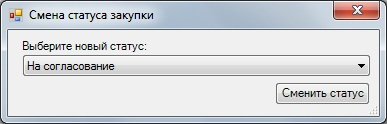 Смена статуса закупки
Выберите новый статус:
На согласование
Сменить статус